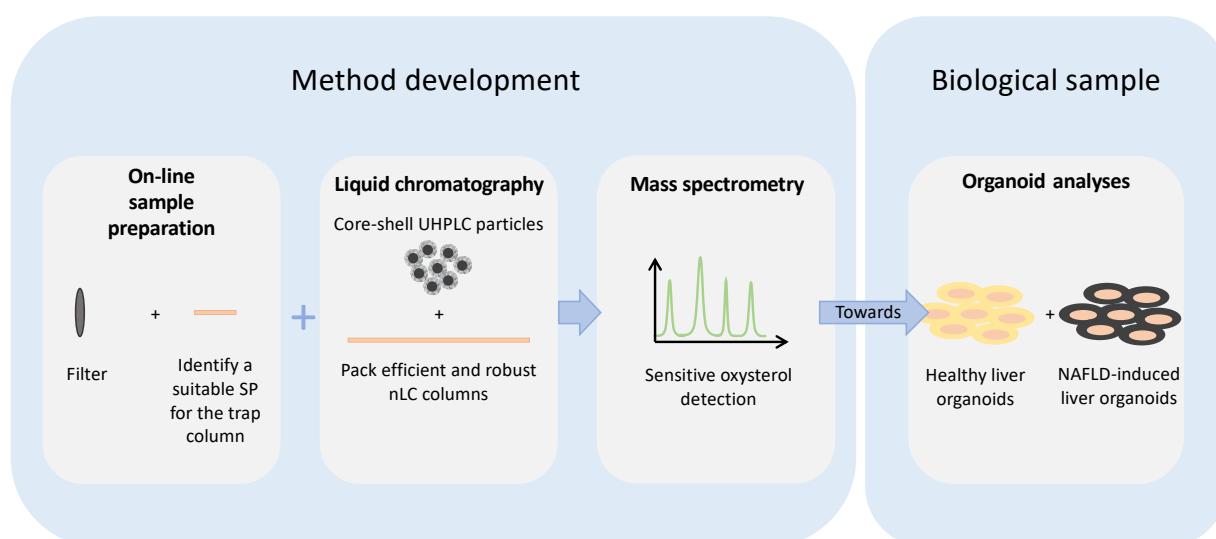 Method development
Biological sample
On-line
sample
preparation
+
Filter
Identify a
suitable SP
for the trap
column
+
Liquid chromatography
Core-shell UHPLC particles
+
Pack efficient and robust
nLC columns
Mass spectrometry
Sensitive oxysterol
detection
Towards
Organoid analyses
+
Healthy liver
organoids
NAFLD-induced
liver organoids